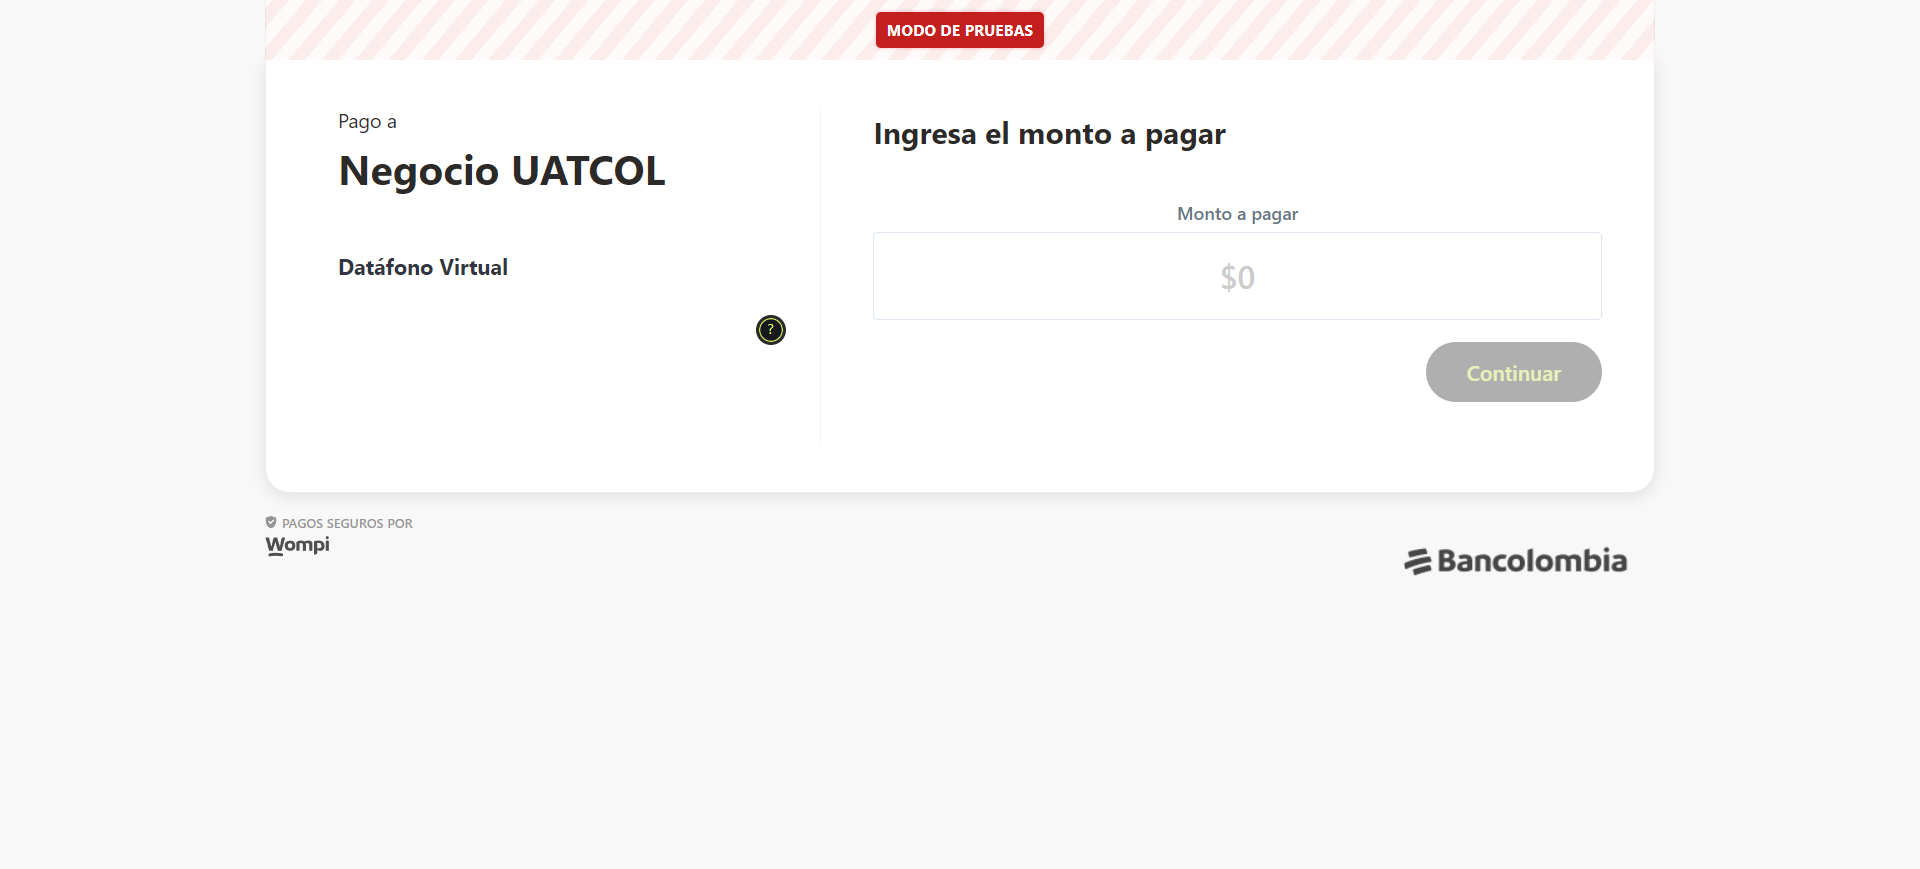 MODO DE PRUEBAS
Pago a
Negocio UATCOL
Datáfono Virtual
?
Ingresa el monto a pagar
Monto a pagar
$0
Continuar
PAGOS SEGUROS POR
Wompi
Bancolombia